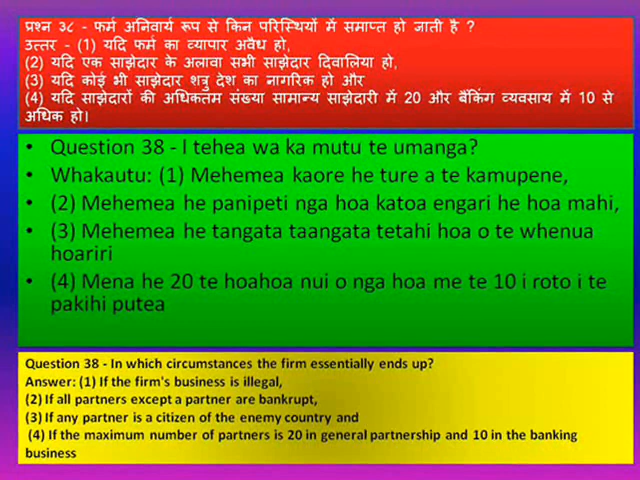 प्रश्न ३८ - फर्म अनिवार्य रूप से किन परिस्थियों में समाप्त हो जाती है ?
उत्तर - (1) यदि फर्म का व्यापार अवैध हो,
(2) यदि एक साझेदार के अलावा सभी साझेदार दिवालिया हो,
(3) यदि कोई भी साझेदार शत्रु देश का नागरिक हो और
(4) यदि साझेदारों की अधिकतम संख्या सामान्य साझेदारी में 20 और बैंकिंग व्यवसाय में 10 से
अधिक हो।
• Question 38 - I tehea wa ka mutu te umanga?
• Whakautu: (1) Mehemea kaore he ture a te kamupene,
• (2) Mehemea he panipeti nga hoa katoa engari he hoa mahi,
• (3) Mehemea he tangata taangata tetahi hoa o te whenua
hoariri
• (4) Mena he 20 te hoahoa nui o nga hoa me te 10 i roto i te
pakihi putea
Question 38 - In which circumstances the firm essentially ends up?
Answer: (1) If the firm's business is illegal,
(2) If all partners except a partner are bankrupt,
(3) If any partner is a citizen of the enemy country and
(4) If the maximum number of partners is 20 in general partnership and 10 in the banking
business